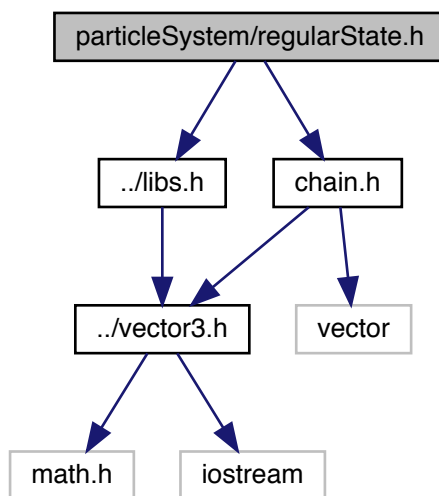 particleSystem/regularState.h
../libs.h
chain.h
../vector3.h
vector
math.h
iostream